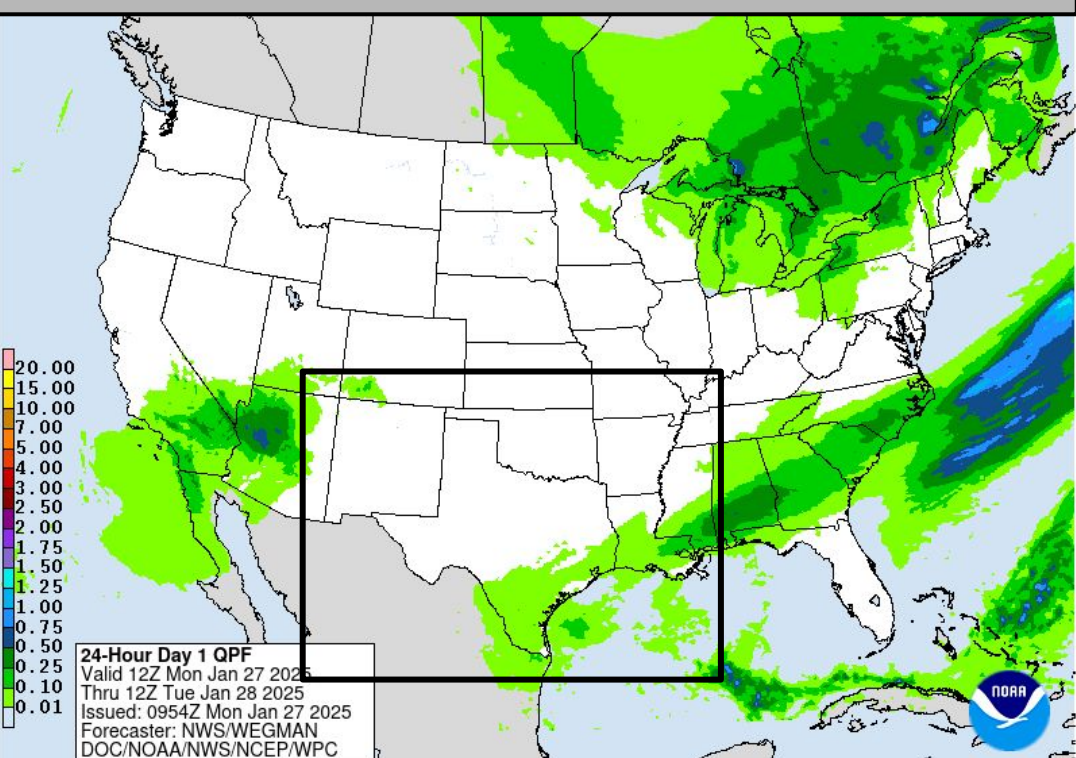 20.00
15.00
10.00
7.00
5.00
4.00
3.00
2.50
2.00
1.75
1.50
1.25
1.00
0.75
0.50
0.25
0.10
0.01
24-Hour Day 1 QPF
Valid 12Z Mon Jan 27 2025
Thru 12Z Tue Jan 28 2025
Issued: 0954Z Mon Jan 27 2025
Forecaster: NWS/WEGMAN
DOC/NOAA/NWS/NCEP/WPC
NOAA